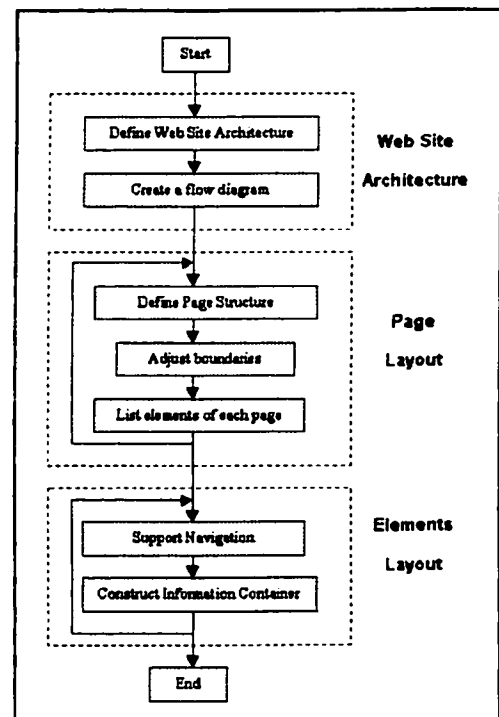 Start
Define Web Site Architecture
Web Site
Create a flow diagram
Architecture
Define Page Structure
Page
Adjust boundaries
Layout
List elements of each page
Elements
Support Navigation
Layout
Construct Information Container
End